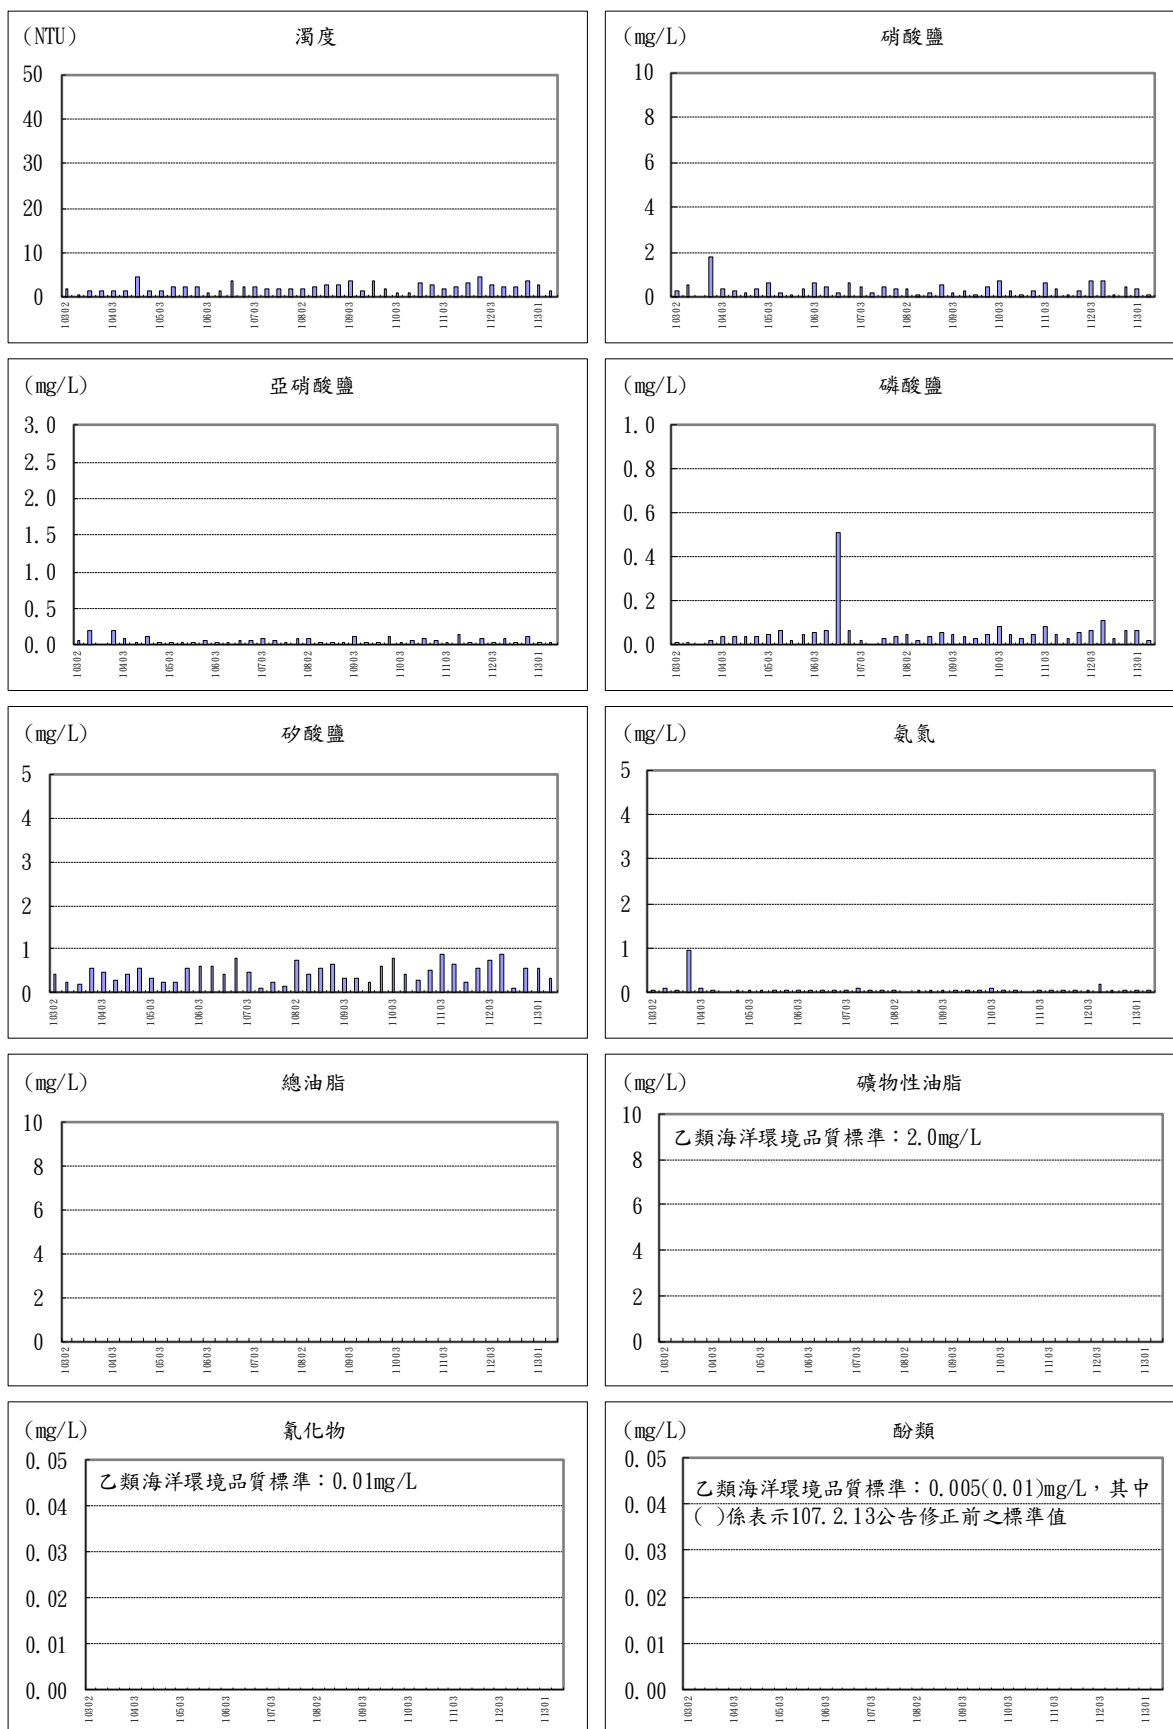 (NTU) 濁度
50
40
30
20
10
0
10302 10403 10503 10603 10703 10802 10903 11003 11103 11203 11301
(mg/L) 硝酸鹽
10
8
6
4
2
0
10302 10403 10503 10603 10703 10802 10903 11003 11103 11203 11301
(mg/L) 亞硝酸鹽
3.0
2.5
2.0
1.5
1.0
0.5
0.0
10302 10403 10503 10603 10703 10802 10903 11003 11103 11203 11301
(mg/L) 磷酸鹽
1.0
0.8
0.6
0.4
0.2
0.0
10302 10403 10503 10603 10703 10802 10903 11003 11103 11203 11301
(mg/L) 矽酸鹽
5
4
3
2
1
0
10302 10403 10503 10603 10703 10802 10903 11003 11103 11203 11301
(mg/L) 氨氮
5
4
3
2
1
0
10302 10403 10503 10603 10703 10802 10903 11003 11103 11203 11301
(mg/L) 總油脂
10
8
6
4
2
0
10302 10403 10503 10603 10703 10802 10903 11003 11103 11203 11301
(mg/L) 礦物性油脂
乙類海洋環境品質標準：2.0mg/L
10
8
6
4
2
0
10302 10403 10503 10603 10703 10802 10903 11003 11103 11203 11301
(mg/L) 氰化物
乙類海洋環境品質標準：0.01mg/L
0.05
0.04
0.03
0.02
0.01
0.00
10302 10403 10503 10603 10703 10802 10903 11003 11103 11203 11301
(mg/L) 酚類
乙類海洋環境品質標準：0.005(0.01)mg/L，其中
( )係表示107.2.13公告修正前之標準值
0.05
0.04
0.03
0.02
0.01
0.00
10302 10403 10503 10603 10703 10802 10903 11003 11103 11203 11301